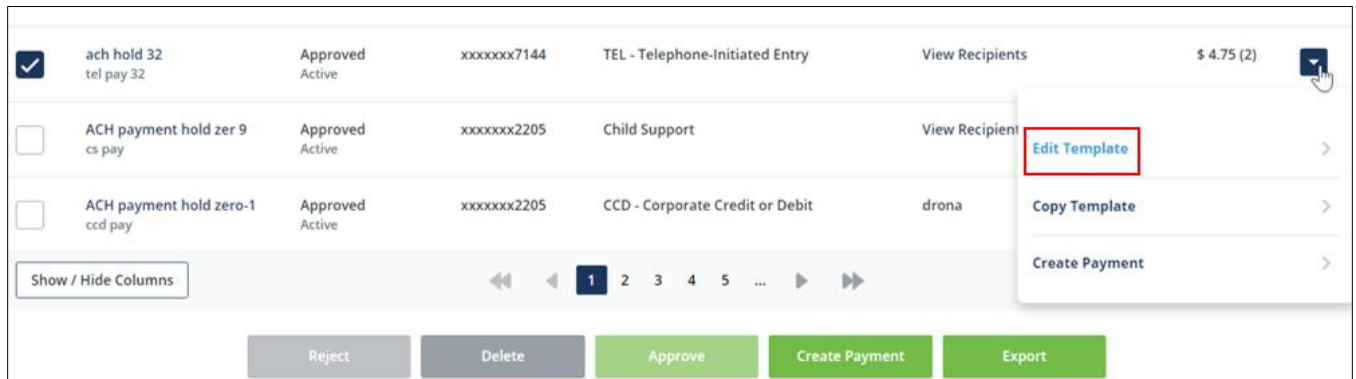 ach hold 32 Approved xxxxxxx7144 TEL - Telephone-Initiated Entry View Recipients $ 4.75 (2)
tel pay 32 Active
ACH payment hold zer 9 Approved xxxxxxx2205 Child Support View Recipient
cs pay Active
Edit Template
ACH payment hold zero-1 Approved xxxxxxx2205 CCD - Corporate Credit or Debit drona Copy Template
ccd pay Active
Show / Hide Columns 1 2 3 4 5 ... Create Payment
Reject Delete Approve Create Payment Export